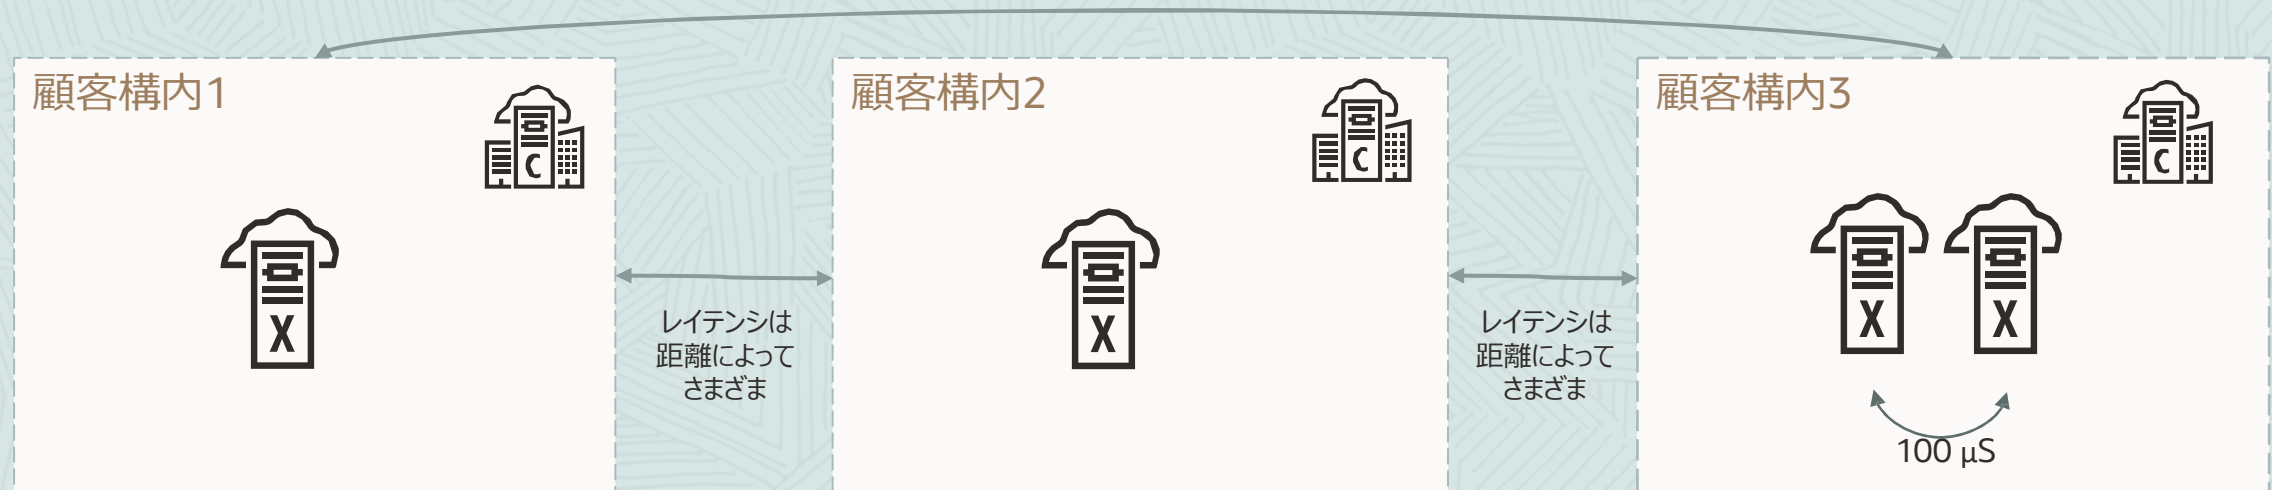 顧客構内1
C
X
レイテンシは
距離によって
さまざま
顧客構内2
C
X
レイテンシは
距離によって
さまざま
顧客構内3
C
X
X
100 μS